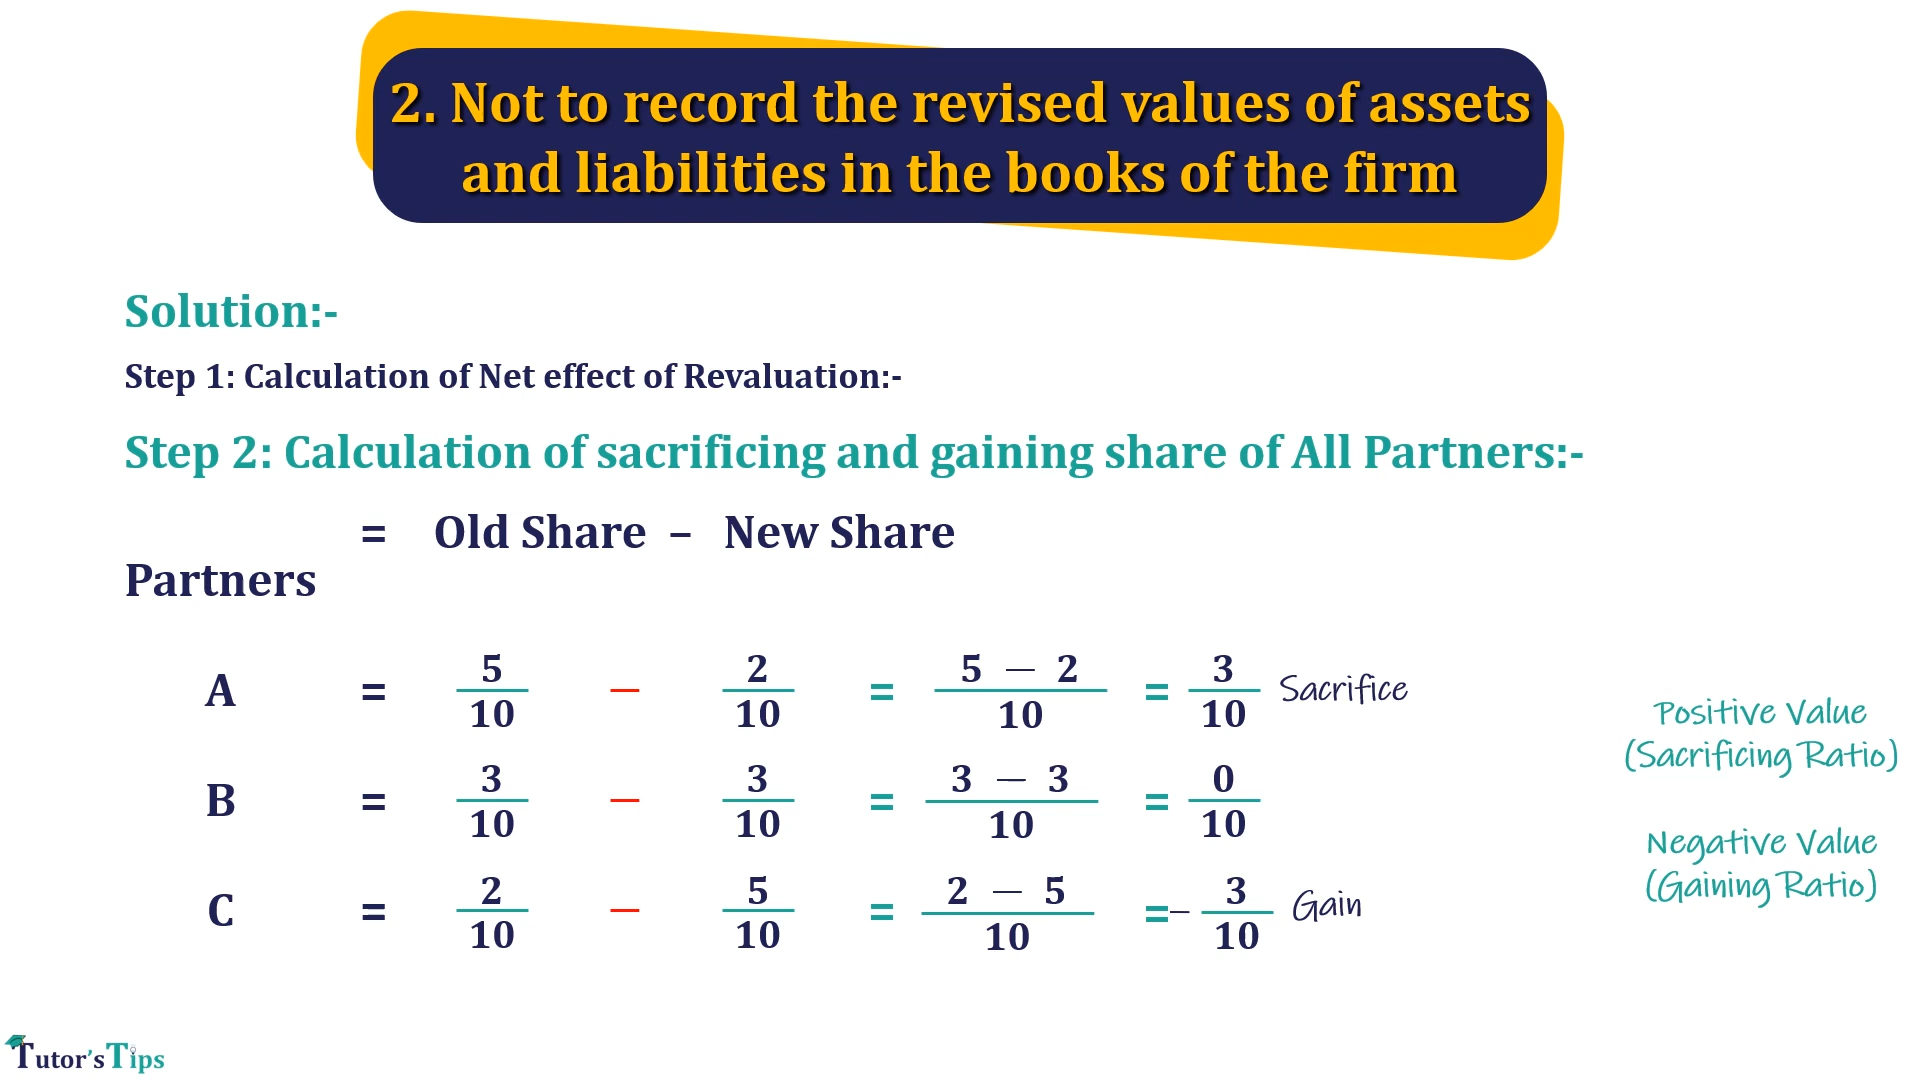 2. Not to record the revised values of assets
and liabilities in the books of the firm
Solution:-
Step 1: Calculation of Net effect of Revaluation:-
Step 2: Calculation of sacrificing and gaining share of All Partners:-
= Old Share – New Share
Partners
A = 5/10 — 2/10 = 5 — 2/10 = 3/10 Sacrifice
B = 3/10 — 3/10 = 3 — 3/10 = 0/10
C = 2/10 — 5/10 = 2 — 5/10 = – 3/10 Gain
Positive Value
(Sacrificing Ratio)
Negative Value
(Gaining Ratio)
Tutor'sTips